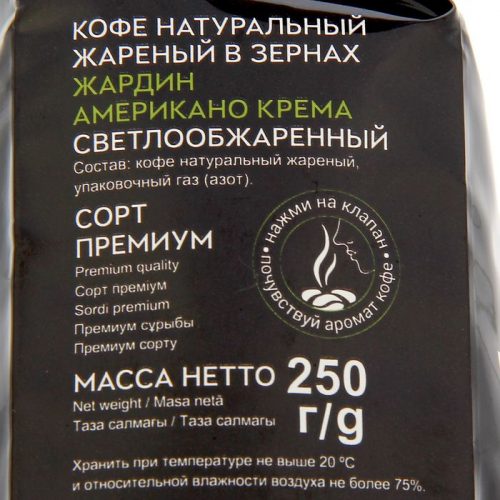 КОФЕ НАТУРАЛЬНЫЙ
ЖАРЕНЫЙ В ЗЕРНАХ
ЖАРДИН
АМЕРИКАНО КРЕМА
СВЕТЛООБЖАРЕННЫЙ
Состав: кофе натуральный жареный,
упаковочный газ (азот).
СОРТ
ПРЕМИУМ
Premium quality
Сорт преміум
Sordi premium
Премиум сұрыбы
Премиум сорту
нажми на клапан
почувствуй аромат кофе
МАССА НЕТТО 250 г/g
Net weight / Masa netă
Таза салмағы / Таза салмагы
Хранить при температуре не выше 20 ºС
и относительной влажности воздуха не более 75%.